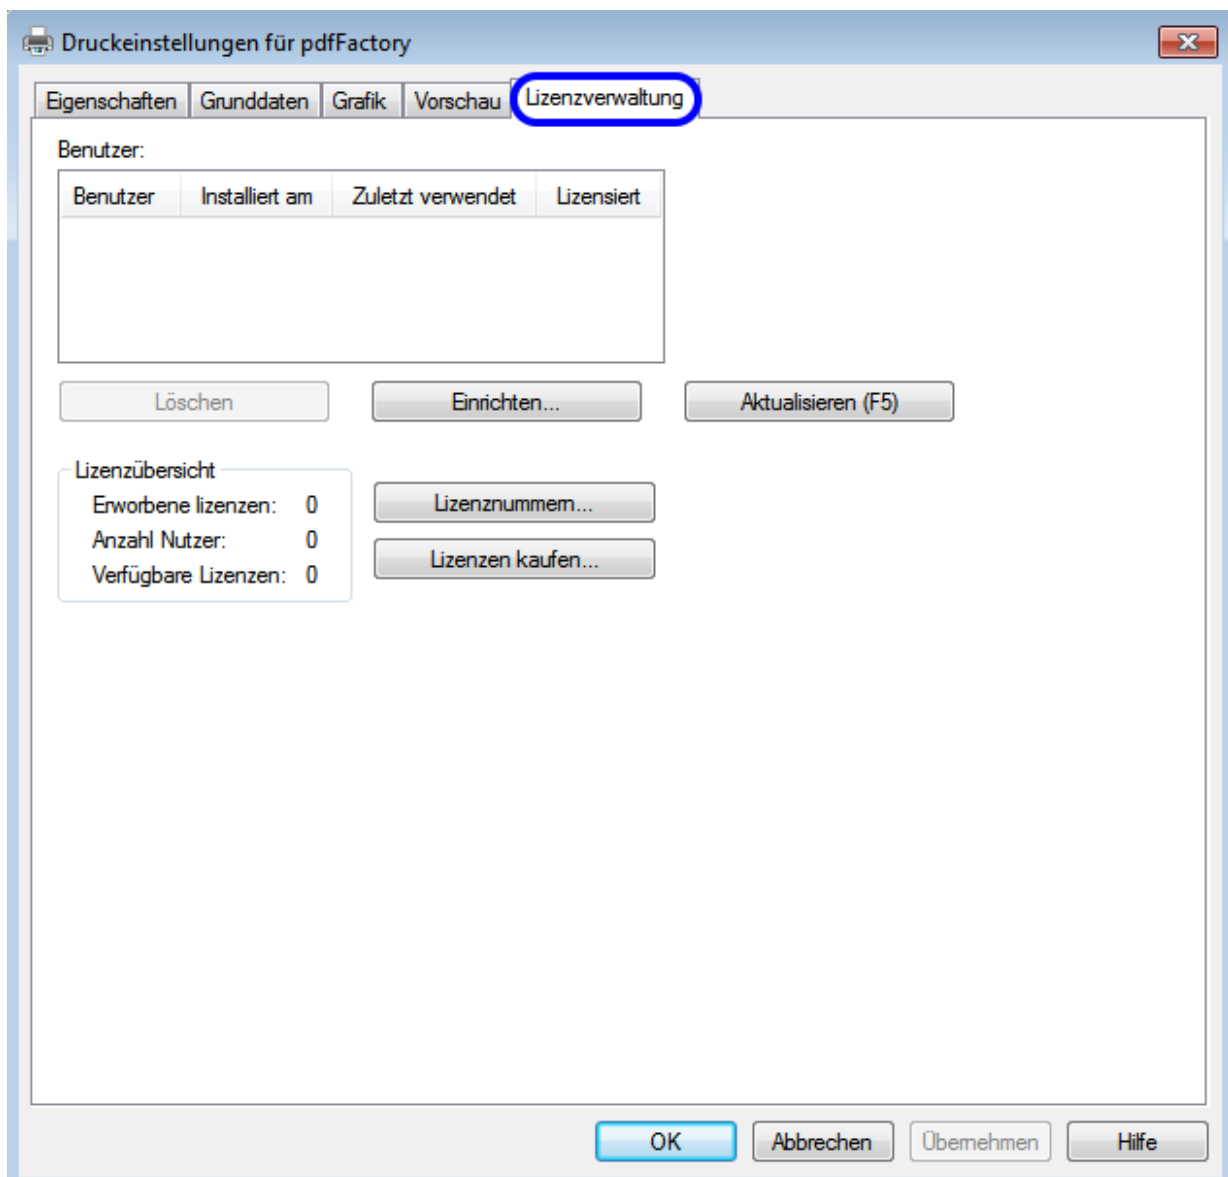 Druckeinstellungen für pdfFactory
Eigenschaften Grunddaten Grafik Vorschau Lizenzverwaltung
Benutzer:
Benutzer Installiert am Zuletzt verwendet Lizensiert
Löschen Einrichten... Aktualisieren (F5)
Lizenzübersicht
Erworbene lizenzen: 0 Lizenznummern...
Anzahl Nutzer: 0
Verfügbare Lizenzen: 0 Lizenzen kaufen...
OK Abbrechen Übernehmen Hilfe